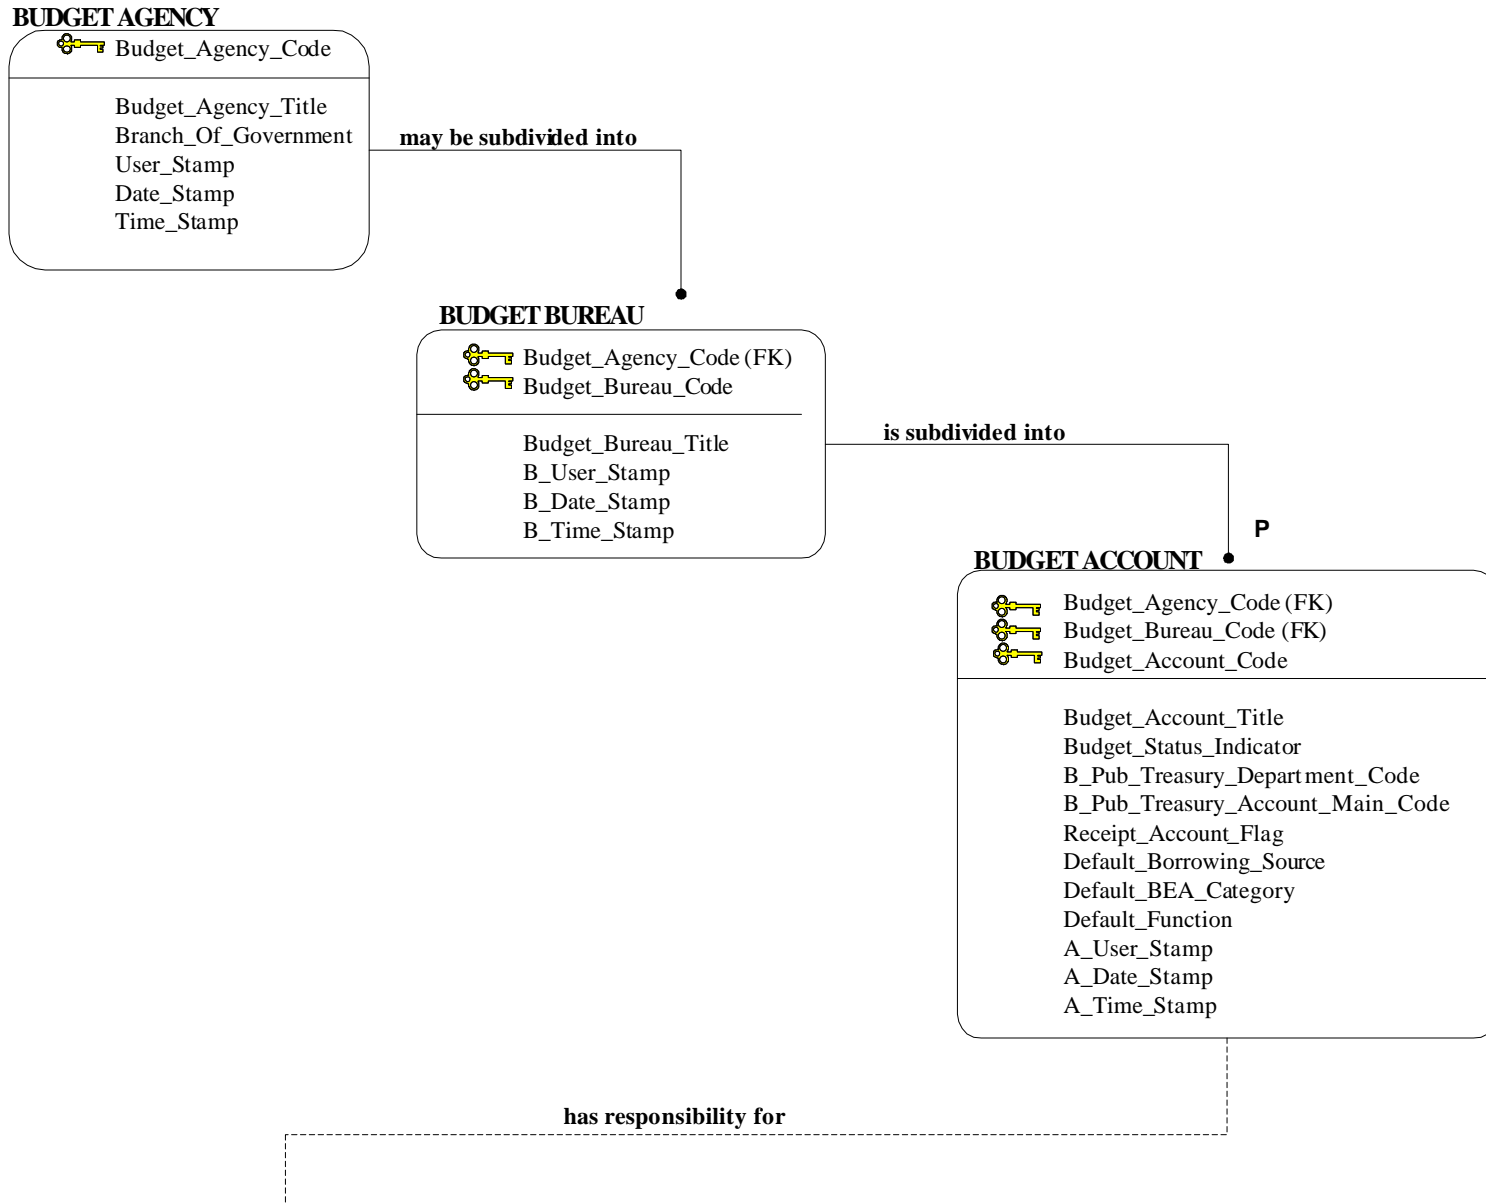 BUDGET AGENCY
Budget_Agency_Code
Budget_Agency_Title
Branch_Of_Government
User_Stamp
Date_Stamp
Time_Stamp
may be subdivided into
BUDGET BUREAU
Budget_Agency_Code (FK)
Budget_Bureau_Code
Budget_Bureau_Title
B_User_Stamp
B_Date_Stamp
B_Time_Stamp
is subdivided into
P
BUDGET ACCOUNT
Budget_Agency_Code (FK)
Budget_Bureau_Code (FK)
Budget_Account_Code
Budget_Account_Title
Budget_Status_Indicator
B_Pub_Treasury_Department_Code
B_Pub_Treasury_Account_Main_Code
Receipt_Account_Flag
Default_Borrowing_Source
Default_BEA_Category
Default_Function
A_User_Stamp
A_Date_Stamp
A_Time_Stamp
has responsibility for